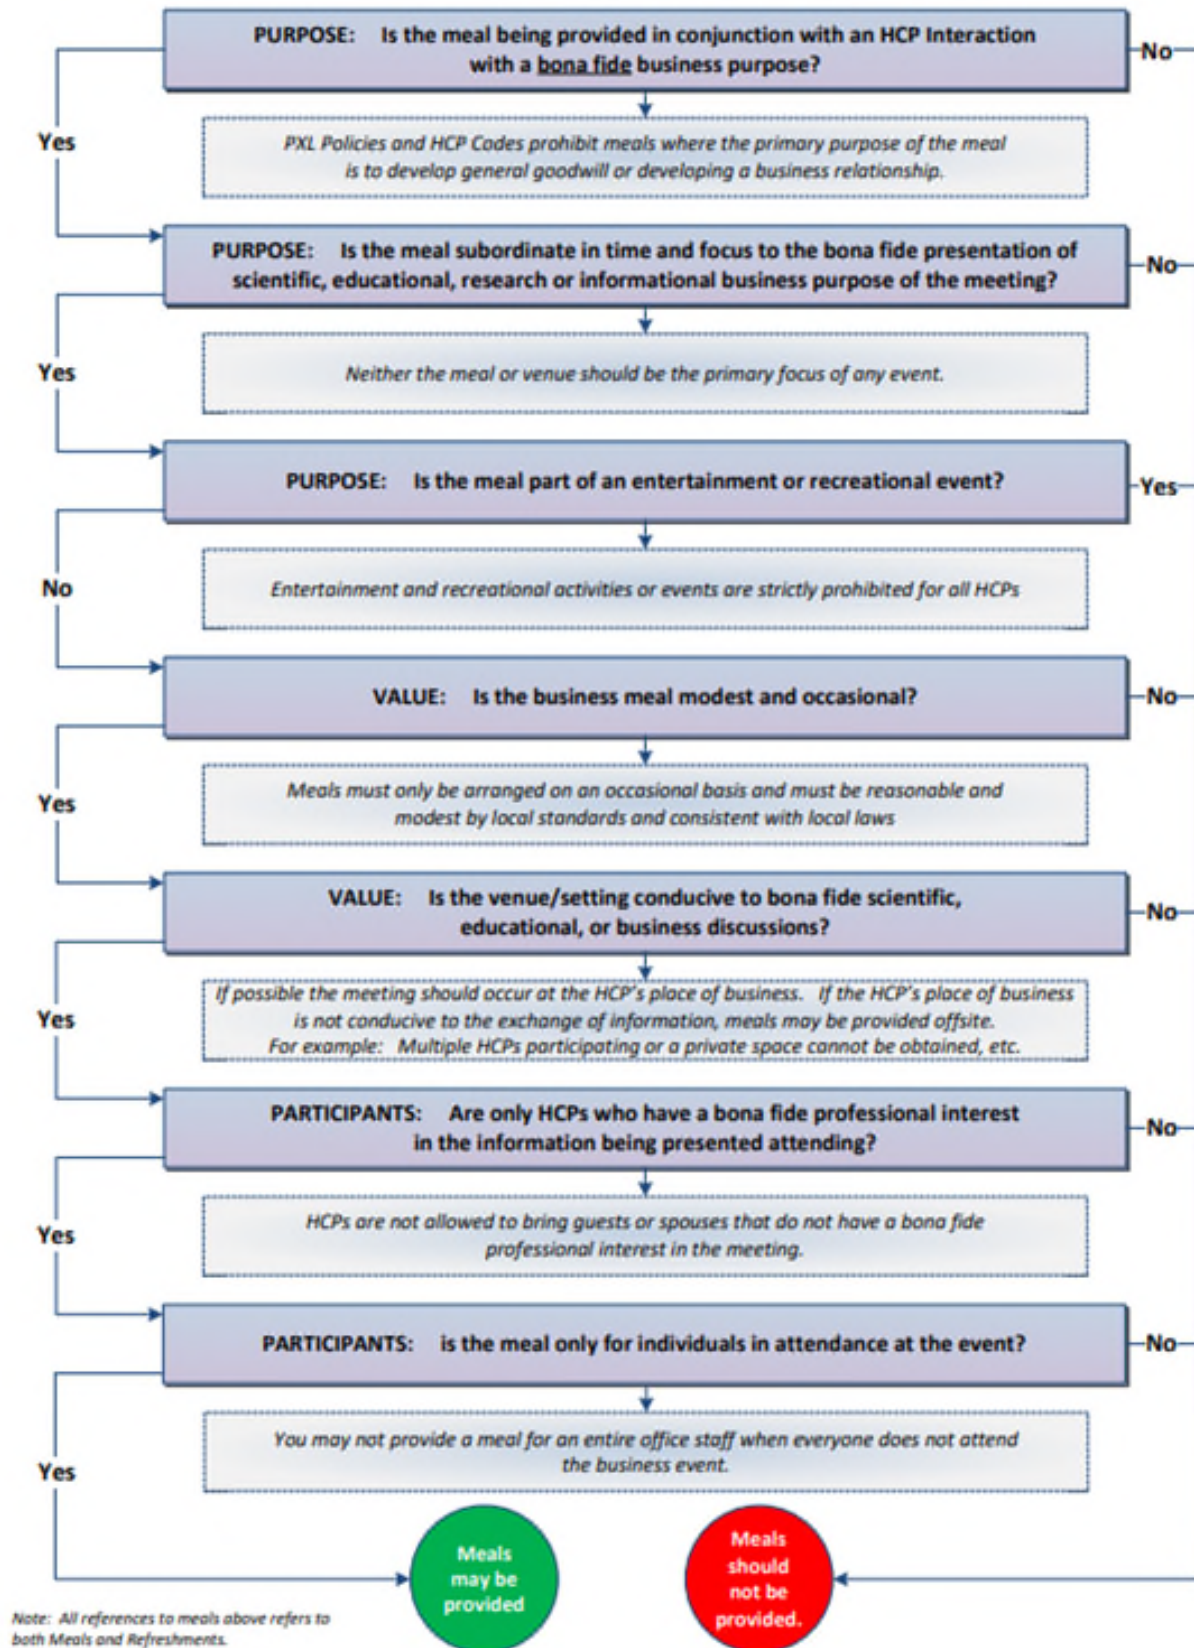 PURPOSE: Is the meal being provided in conjunction with an HCP Interaction
with a bona fide business purpose?
No
Yes
PXL Policies and HCP Codes prohibit meals where the primary purpose of the meal
is to develop general goodwill or developing a business relationship.
PURPOSE: Is the meal subordinate in time and focus to the bona fide presentation of
scientific, educational, research or informational business purpose of the meeting?
No
Yes
Neither the meal or venue should be the primary focus of any event.
PURPOSE: Is the meal part of an entertainment or recreational event?
Yes
No
Entertainment and recreational activities or events are strictly prohibited for all HCPs
VALUE: Is the business meal modest and occasional?
No
Yes
Meals must only be arranged on an occasional basis and must be reasonable and
modest by local standards and consistent with local laws
VALUE: Is the venue/setting conducive to bona fide scientific,
educational, or business discussions?
No
Yes
If possible the meeting should occur at the HCP's place of business. If the HCP's place of business
is not conducive to the exchange of information, meals may be provided offsite.
For example: Multiple HCPs participating or a private space cannot be obtained, etc.
PARTICIPANTS: Are only HCPs who have a bona fide professional interest
in the information being presented attending?
No
Yes
HCPs are not allowed to bring guests or spouses that do not have a bona fide
professional interest in the meeting.
PARTICIPANTS: is the meal only for individuals in attendance at the event?
No
Yes
You may not provide a meal for an entire office staff when everyone does not attend
the business event.
Meals
may be
provided
Meals
should
not be
provided.
Note: All references to meals above refers to
both Meals and Refreshments.